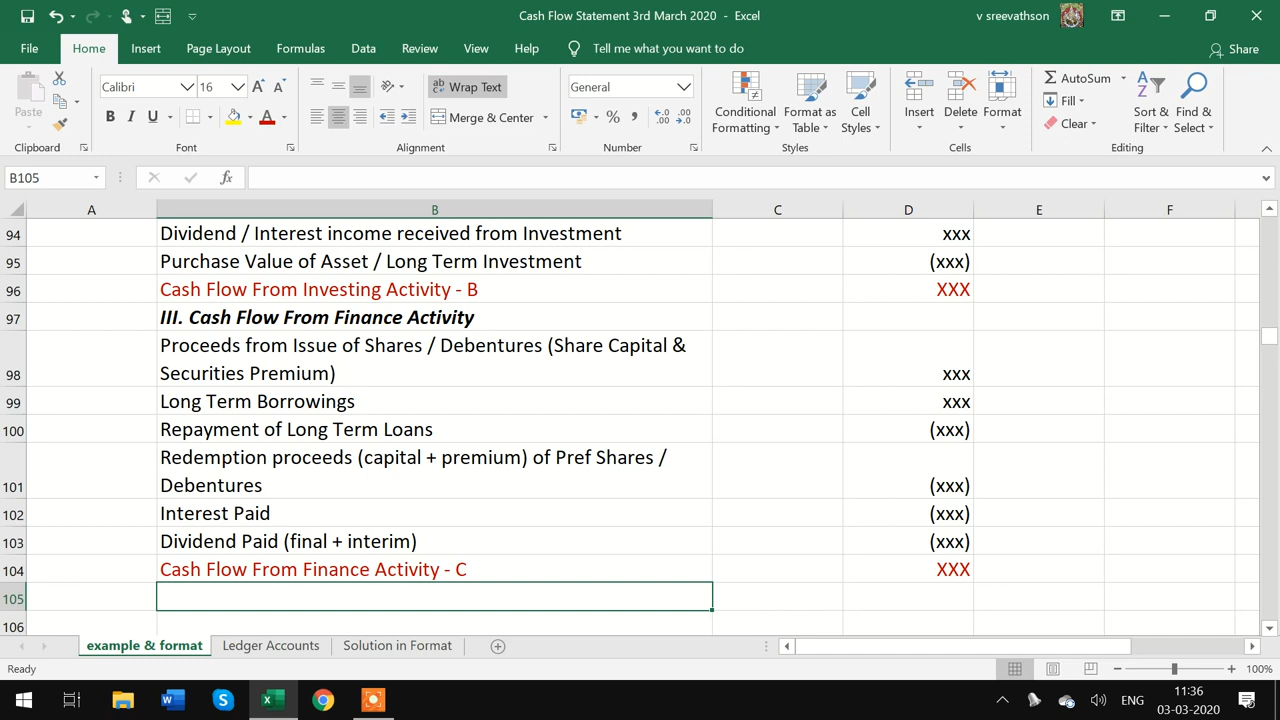 Cash Flow Statement 3rd March 2020 - Excel
v sreevathson
File Home Insert Page Layout Formulas Data Review View Help Tell me what you want to do Share
Paste
Clipboard
Calibri 16 A A
B I U A
Font
ab Wrap Text
Merge & Center
Alignment
General
% , .0 .00 .00 .0
Number
Conditional Formatting
Format as Table
Cell Styles
Styles
Insert Delete Format
Cells
AutoSum
Fill
Clear
Sort & Filter
Find & Select
Editing
B105 fx
A B C D E F
94 Dividend / Interest income received from Investment xxx
95 Purchase Value of Asset / Long Term Investment (xxx)
96 Cash Flow From Investing Activity - B XXX
97 III. Cash Flow From Finance Activity
Proceeds from Issue of Shares / Debentures (Share Capital &
98 Securities Premium) xxx
99 Long Term Borrowings xxx
100 Repayment of Long Term Loans (xxx)
Redemption proceeds (capital + premium) of Pref Shares /
101 Debentures (xxx)
102 Interest Paid (xxx)
103 Dividend Paid (final + interim) (xxx)
104 Cash Flow From Finance Activity - C XXX
105
106
example & format Ledger Accounts Solution in Format
Ready 100%
ENG
11:36
03-03-2020